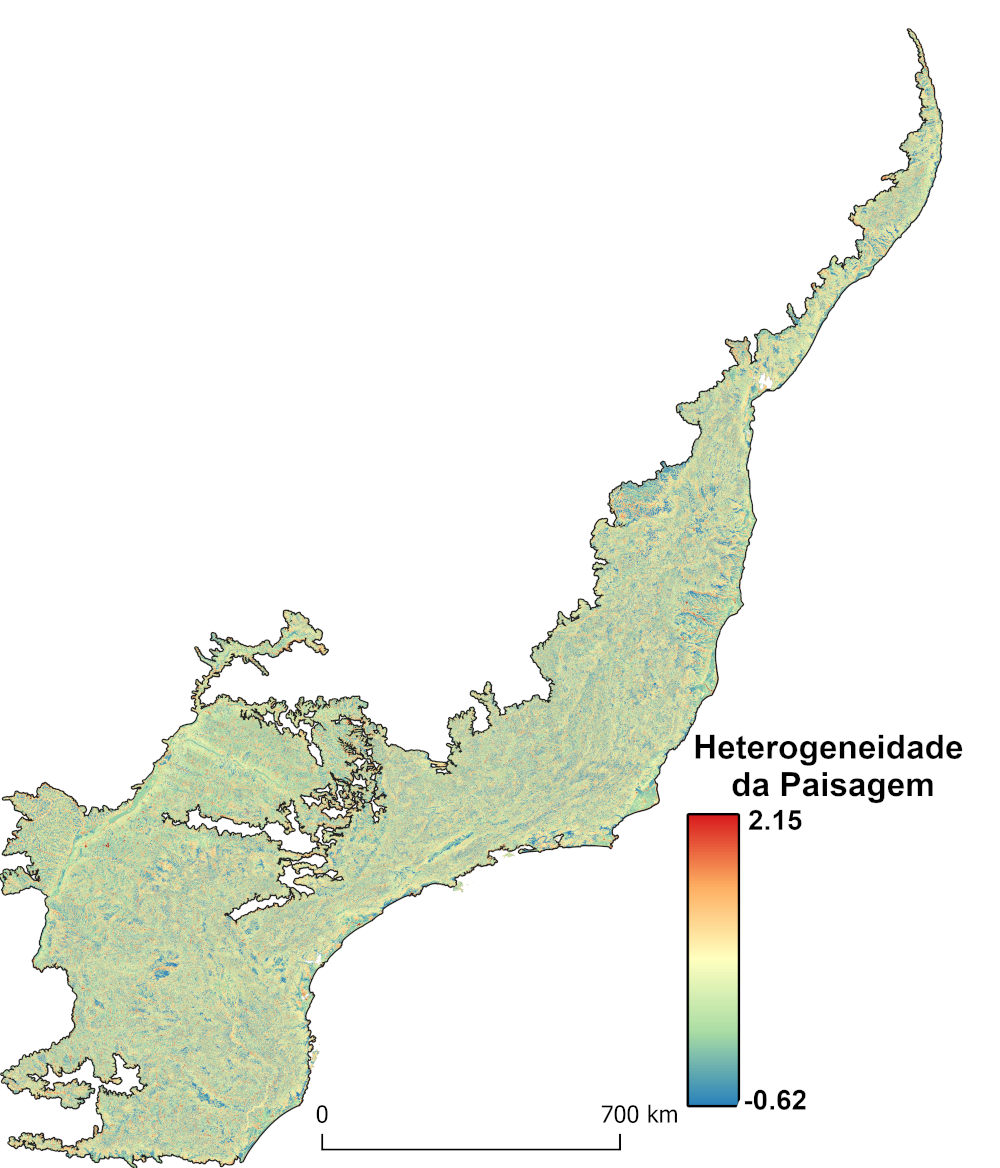 Heterogeneidade
da Paisagem
2.15
-0.62
0 700 km